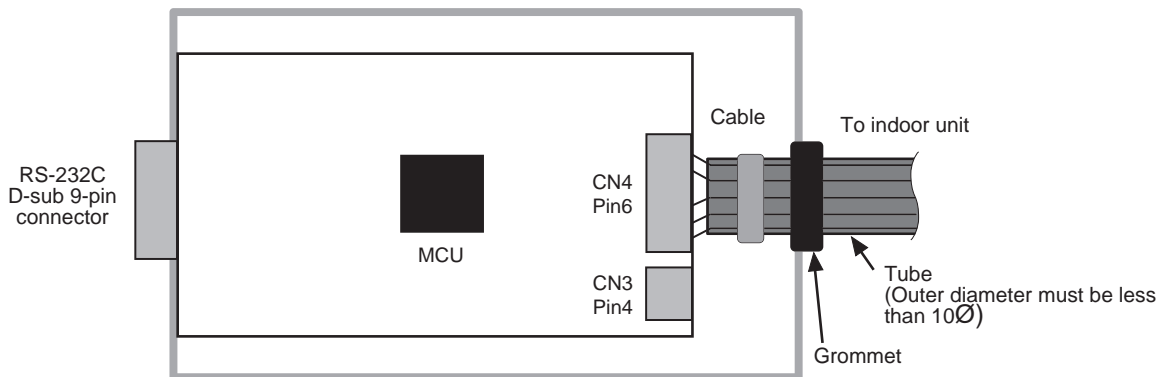 Cable
To indoor unit
RS-232C
D-sub 9-pin
connector
CN4
Pin6
MCU
CN3
Pin4
Tube
(Outer diameter must be less
than 10Ø)
Grommet